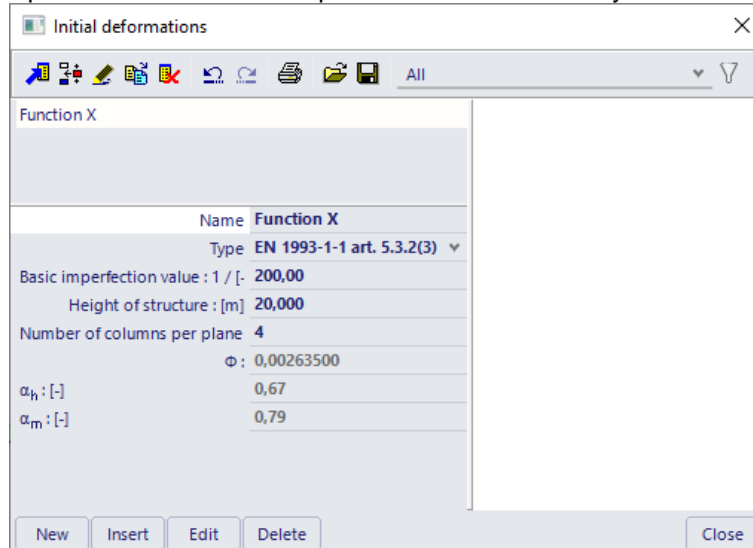 Initial deformations
All
Function X
Name Function X
Type EN 1993-1-1 art. 5.3.2(3)
Basic imperfection value : 1 / [- 200,00
Height of structure : [m] 20,000
Number of columns per plane 4
Φ : 0,00263500
αh : [-] 0,67
αm : [-] 0,79
New Insert Edit Delete Close